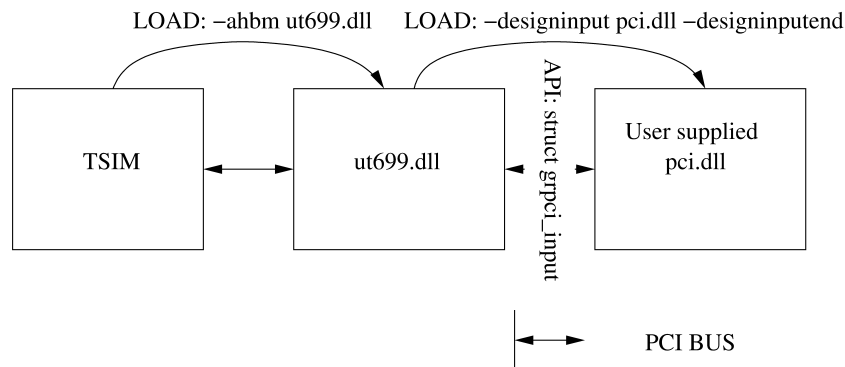 LOAD: −ahbm ut699.dll
LOAD: −designinput pci.dll −designinputend
TSIM
ut699.dll
API: struct grpci_input
User supplied
pci.dll
PCI BUS